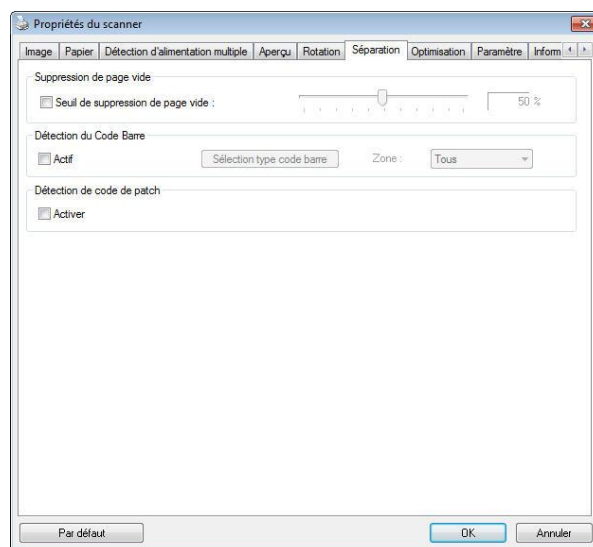 Propriétés du scanner
Image Papier Détection d'alimentation multiple Aperçu Rotation Séparation Optimisation Paramètre Inform
Suppression de page vide
Seuil de suppression de page vide : 50 %
Détection du Code Barre
Actif Sélection type code barre Zone : Tous
Détection de code de patch
Activer
Par défaut OK Annuler